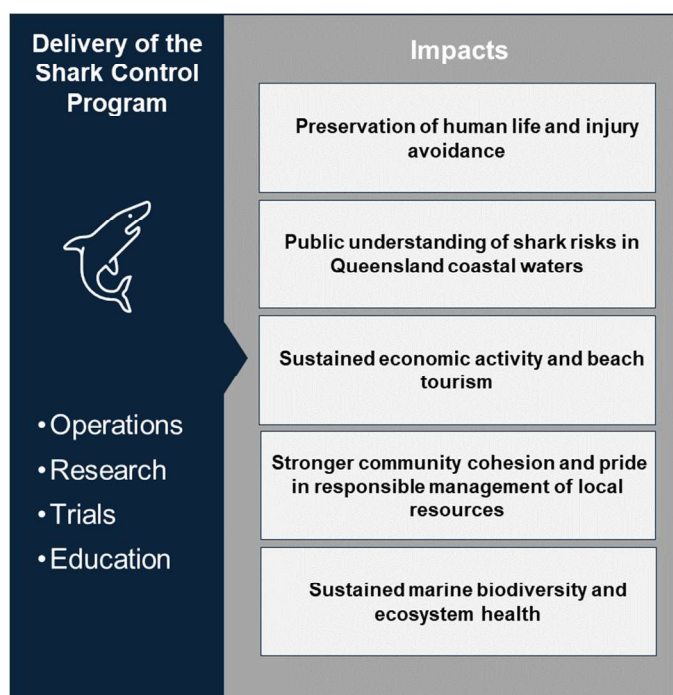 Delivery of the
Shark Control
Program
•Operations
•Research
•Trials
•Education
Impacts
Preservation of human life and injury
avoidance
Public understanding of shark risks in
Queensland coastal waters
Sustained economic activity and beach
tourism
Stronger community cohesion and pride
in responsible management of local
resources
Sustained marine biodiversity and
ecosystem health